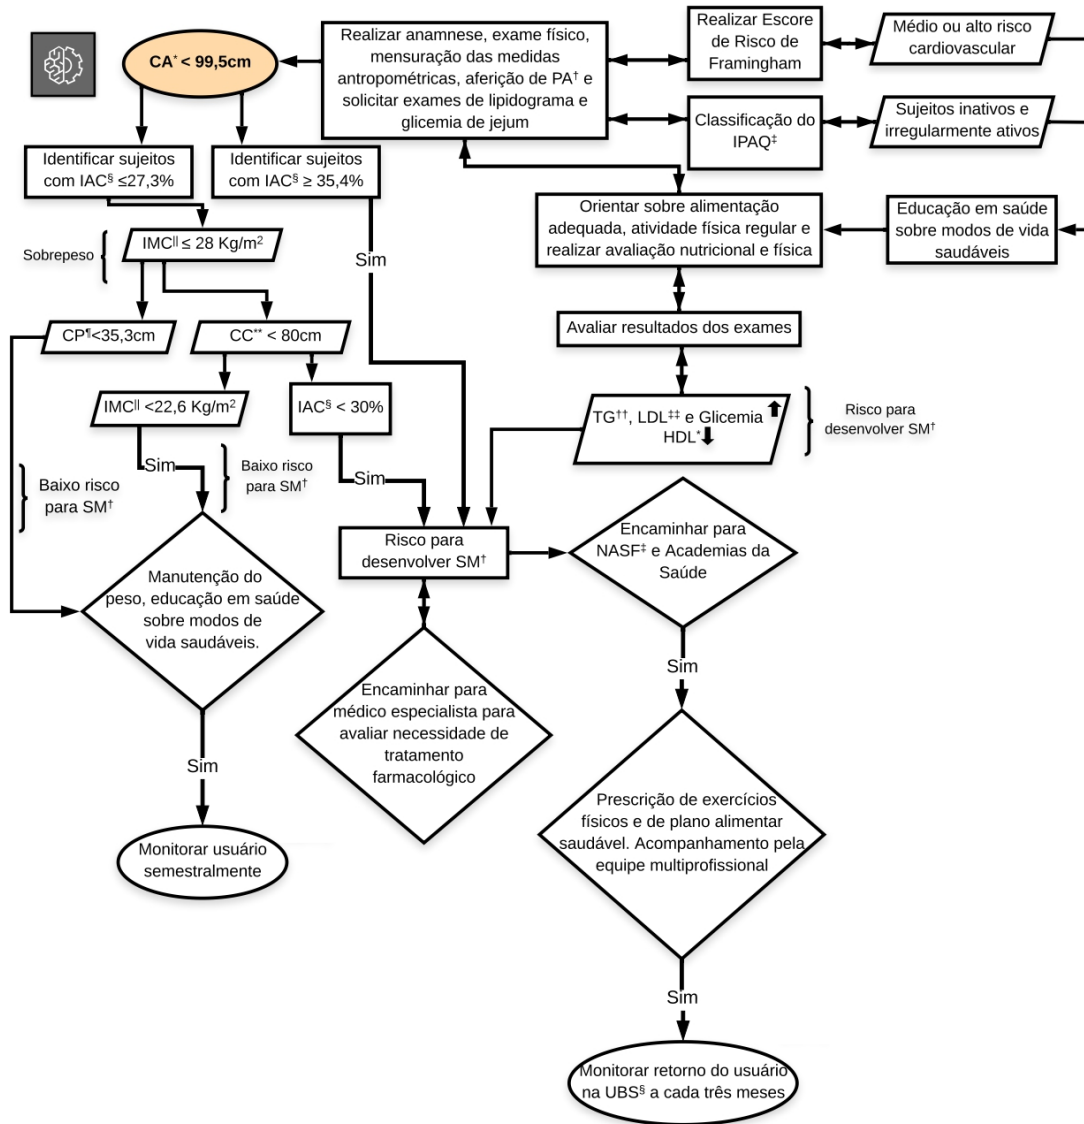 CA* < 99,5cm
Realizar anamnese, exame físico,
mensuração das medidas
antropométricas, aferição de PA† e
solicitar exames de lipidograma e
glicemia de jejum
Realizar Escore
de Risco de
Framingham
Médio ou alto risco
cardiovascular
Classificação do
IPAQ‡
Sujeitos inativos e
irregularmente ativos
Identificar sujeitos
com IAC§ ≤27,3%
Identificar sujeitos
com IAC§ ≥ 35,4%
Orientar sobre alimentação
adequada, atividade física regular e
realizar avaliação nutricional e física
Educação em saúde
sobre modos de vida
saudáveis
Sobrepeso
IMC|| ≤ 28 Kg/m²
Sim
CP¶<35,3cm
CC** < 80cm
Avaliar resultados dos exames
IMC|| <22,6 Kg/m²
IAC§ < 30%
TG††, LDL‡‡ e Glicemia ⬆
HDL* ⬇
Risco para
desenvolver SM†
Sim
Baixo risco
para SM†
Baixo risco
para SM†
Sim
Risco para
desenvolver SM†
Encaminhar para
NASF‡ e Academias da
Saúde
Manutenção do
peso, educação em saúde
sobre modos de
vida saudáveis.
Sim
Encaminhar para
médico especialista para
avaliar necessidade de
tratamento
farmacológico
Sim
Prescrição de exercícios
físicos e de plano alimentar
saudável. Acompanhamento pela
equipe multiprofissional
Monitorar usuário
semestralmente
Sim
Monitorar retorno do usuário
na UBS§ a cada três meses